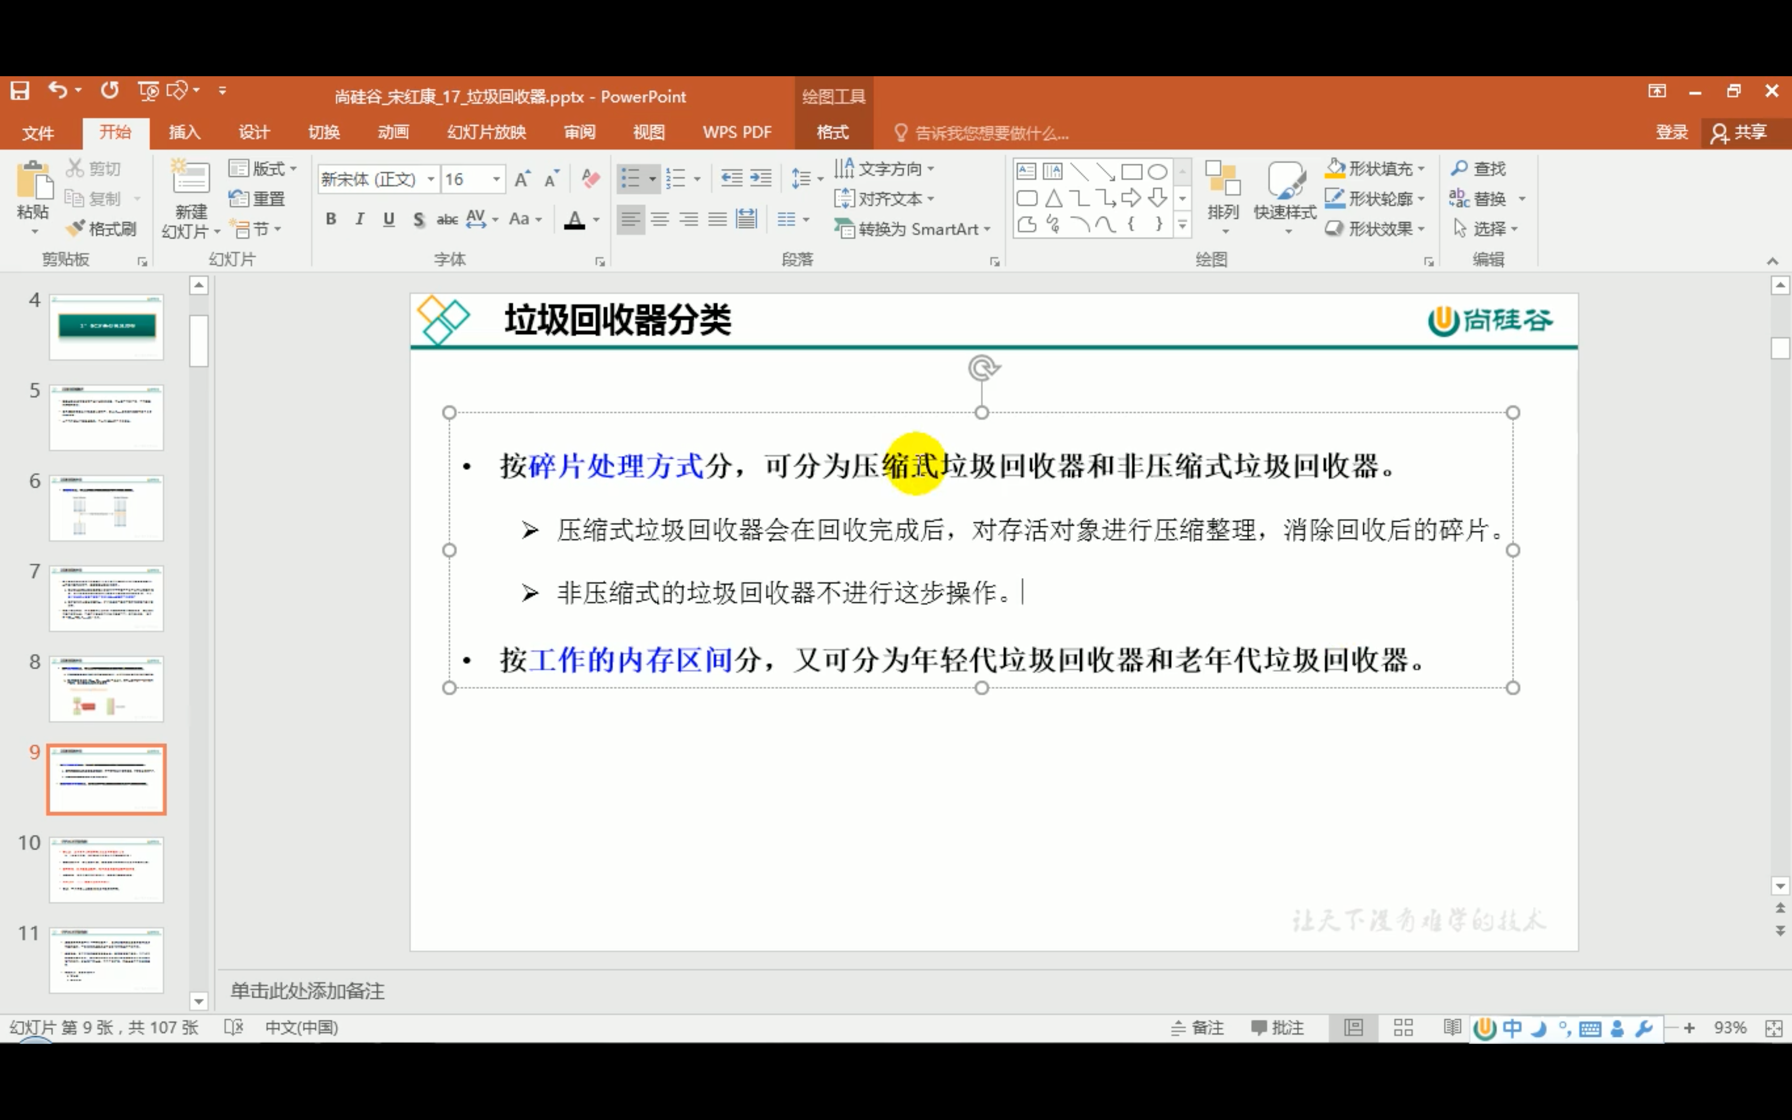 尚硅谷_宋红康_17_垃圾回收器.pptx - PowerPoint
绘图工具
文件 开始 插入 设计 切换 动画 幻灯片放映 审阅 视图 WPS PDF 格式 告诉我您想要做什么... 登录 共享
粘贴 剪切 复制 格式刷
剪贴板
新建幻灯片 版式 重置 节
幻灯片
新宋体 (正文) 16
B I U S abc AV Aa A
字体
文字方向
对齐文本
转换为 SmartArt
段落
排列 快速样式 形状填充 形状轮廓 形状效果
绘图
查找
替换
选择
编辑
4
5
6
7
8
9
10
11
垃圾回收器分类
尚硅谷
• 按碎片处理方式分，可分为压缩式垃圾回收器和非压缩式垃圾回收器。
➢ 压缩式垃圾回收器会在回收完成后，对存活对象进行压缩整理，消除回收后的碎片。
➢ 非压缩式的垃圾回收器不进行这步操作。
• 按工作的内存区间分，又可分为年轻代垃圾回收器和老年代垃圾回收器。
让天下没有难学的技术
单击此处添加备注
幻灯片 第 9 张，共 107 张 中文(中国) 备注 批注 中 93%